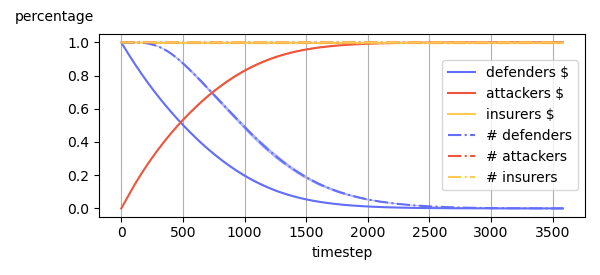 percentage
1.0
0.8
0.6
0.4
0.2
0.0
defenders $
attackers $
insurers $
# defenders
# attackers
# insurers
0 500 1000 1500 2000 2500 3000 3500
timestep